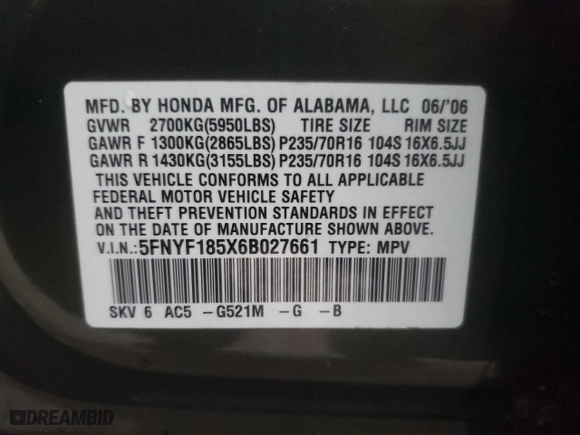 MFD. BY HONDA MFG. OF ALABAMA, LLC 06/'06
GVWR 2700KG(5950LBS) TIRE SIZE RIM SIZE
GAWR F 1300KG(2865LBS) P235/70R16 104S 16X6.5JJ
GAWR R 1430KG(3155LBS) P235/70R16 104S 16X6.5JJ
THIS VEHICLE CONFORMS TO ALL APPLICABLE
FEDERAL MOTOR VEHICLE SAFETY
AND THEFT PREVENTION STANDARDS IN EFFECT
ON THE DATE OF MANUFACTURE SHOWN ABOVE.
V.I.N.: 5FNYF185X6B027661 TYPE: MPV
SKV 6 AC5 -G521M -G -B
DREAMBID